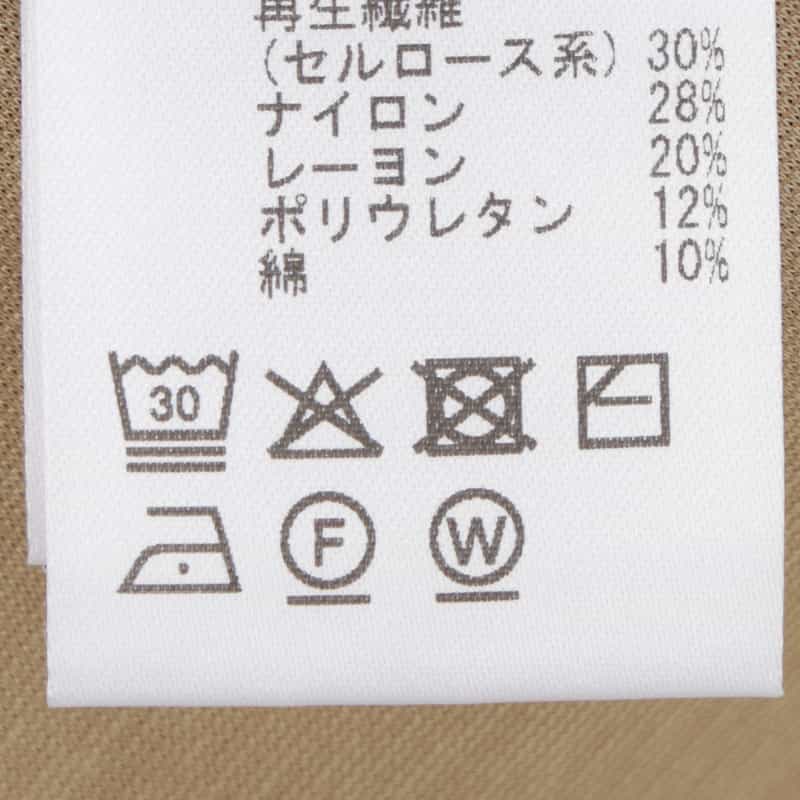 再生繊維
(セルロース系) 30%
ナイロン 28%
レーヨン 20%
ポリウレタン 12%
綿 10%
30
F W